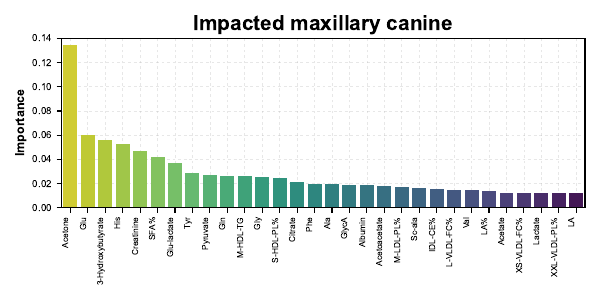 Impacted maxillary canine
Importance
0.14
0.12
0.10
0.08
0.06
0.04
0.02
0.00
Acetone
Glu
3-Hydroxybutyrate
His
Creatinine
SFA%
Glu-lactate
Tyr
Pyruvate
Gln
M-HDL-TG
Gly
S-HDL-PL%
Citrate
Phe
Ala
GlycA
Albumin
Acetoacetate
M-LDL-PL%
Sc-ala
IDL-CE%
L-VLDL-FC%
Val
LA%
Acetate
XS-VLDL-FC%
Lactate
XXL-VLDL-PL%
LA